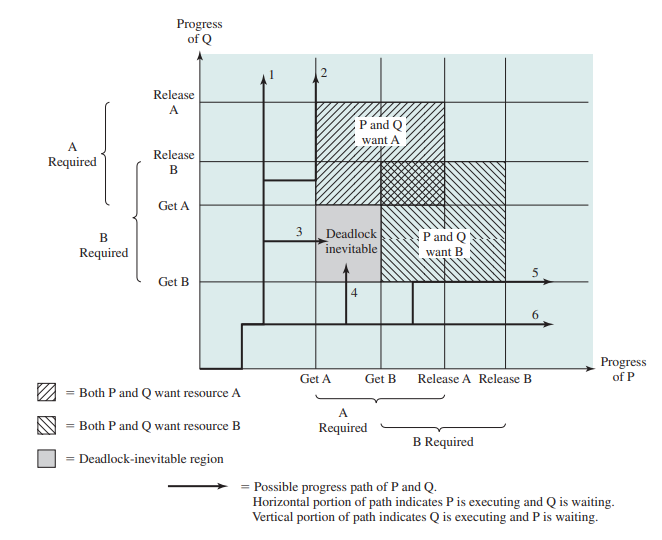 Progress
of Q
1
2
Release
A
P and Q
want A
A
Required
Release
B
Get A
3
Deadlock
inevitable
P and Q
want B
B
Required
Get B
4
5
6
Progress
of P
Get A
Get B
Release A
Release B
A
Required
B Required
= Both P and Q want resource A
= Both P and Q want resource B
= Deadlock-inevitable region
= Possible progress path of P and Q.
Horizontal portion of path indicates P is executing and Q is waiting.
Vertical portion of path indicates Q is executing and P is waiting.